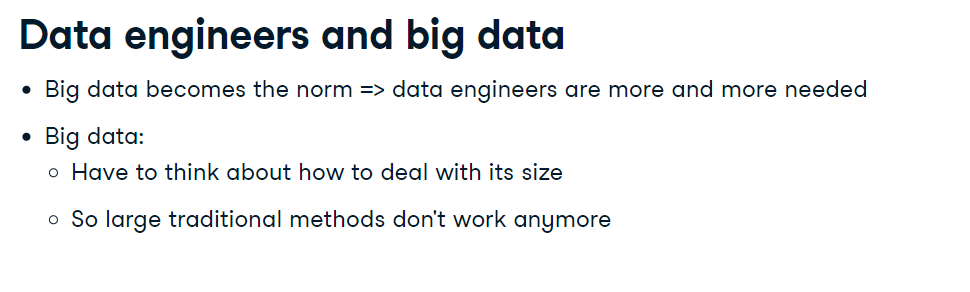 Data engineers and big data
• Big data becomes the norm => data engineers are more and more needed
• Big data:
○ Have to think about how to deal with its size
○ So large traditional methods don't work anymore